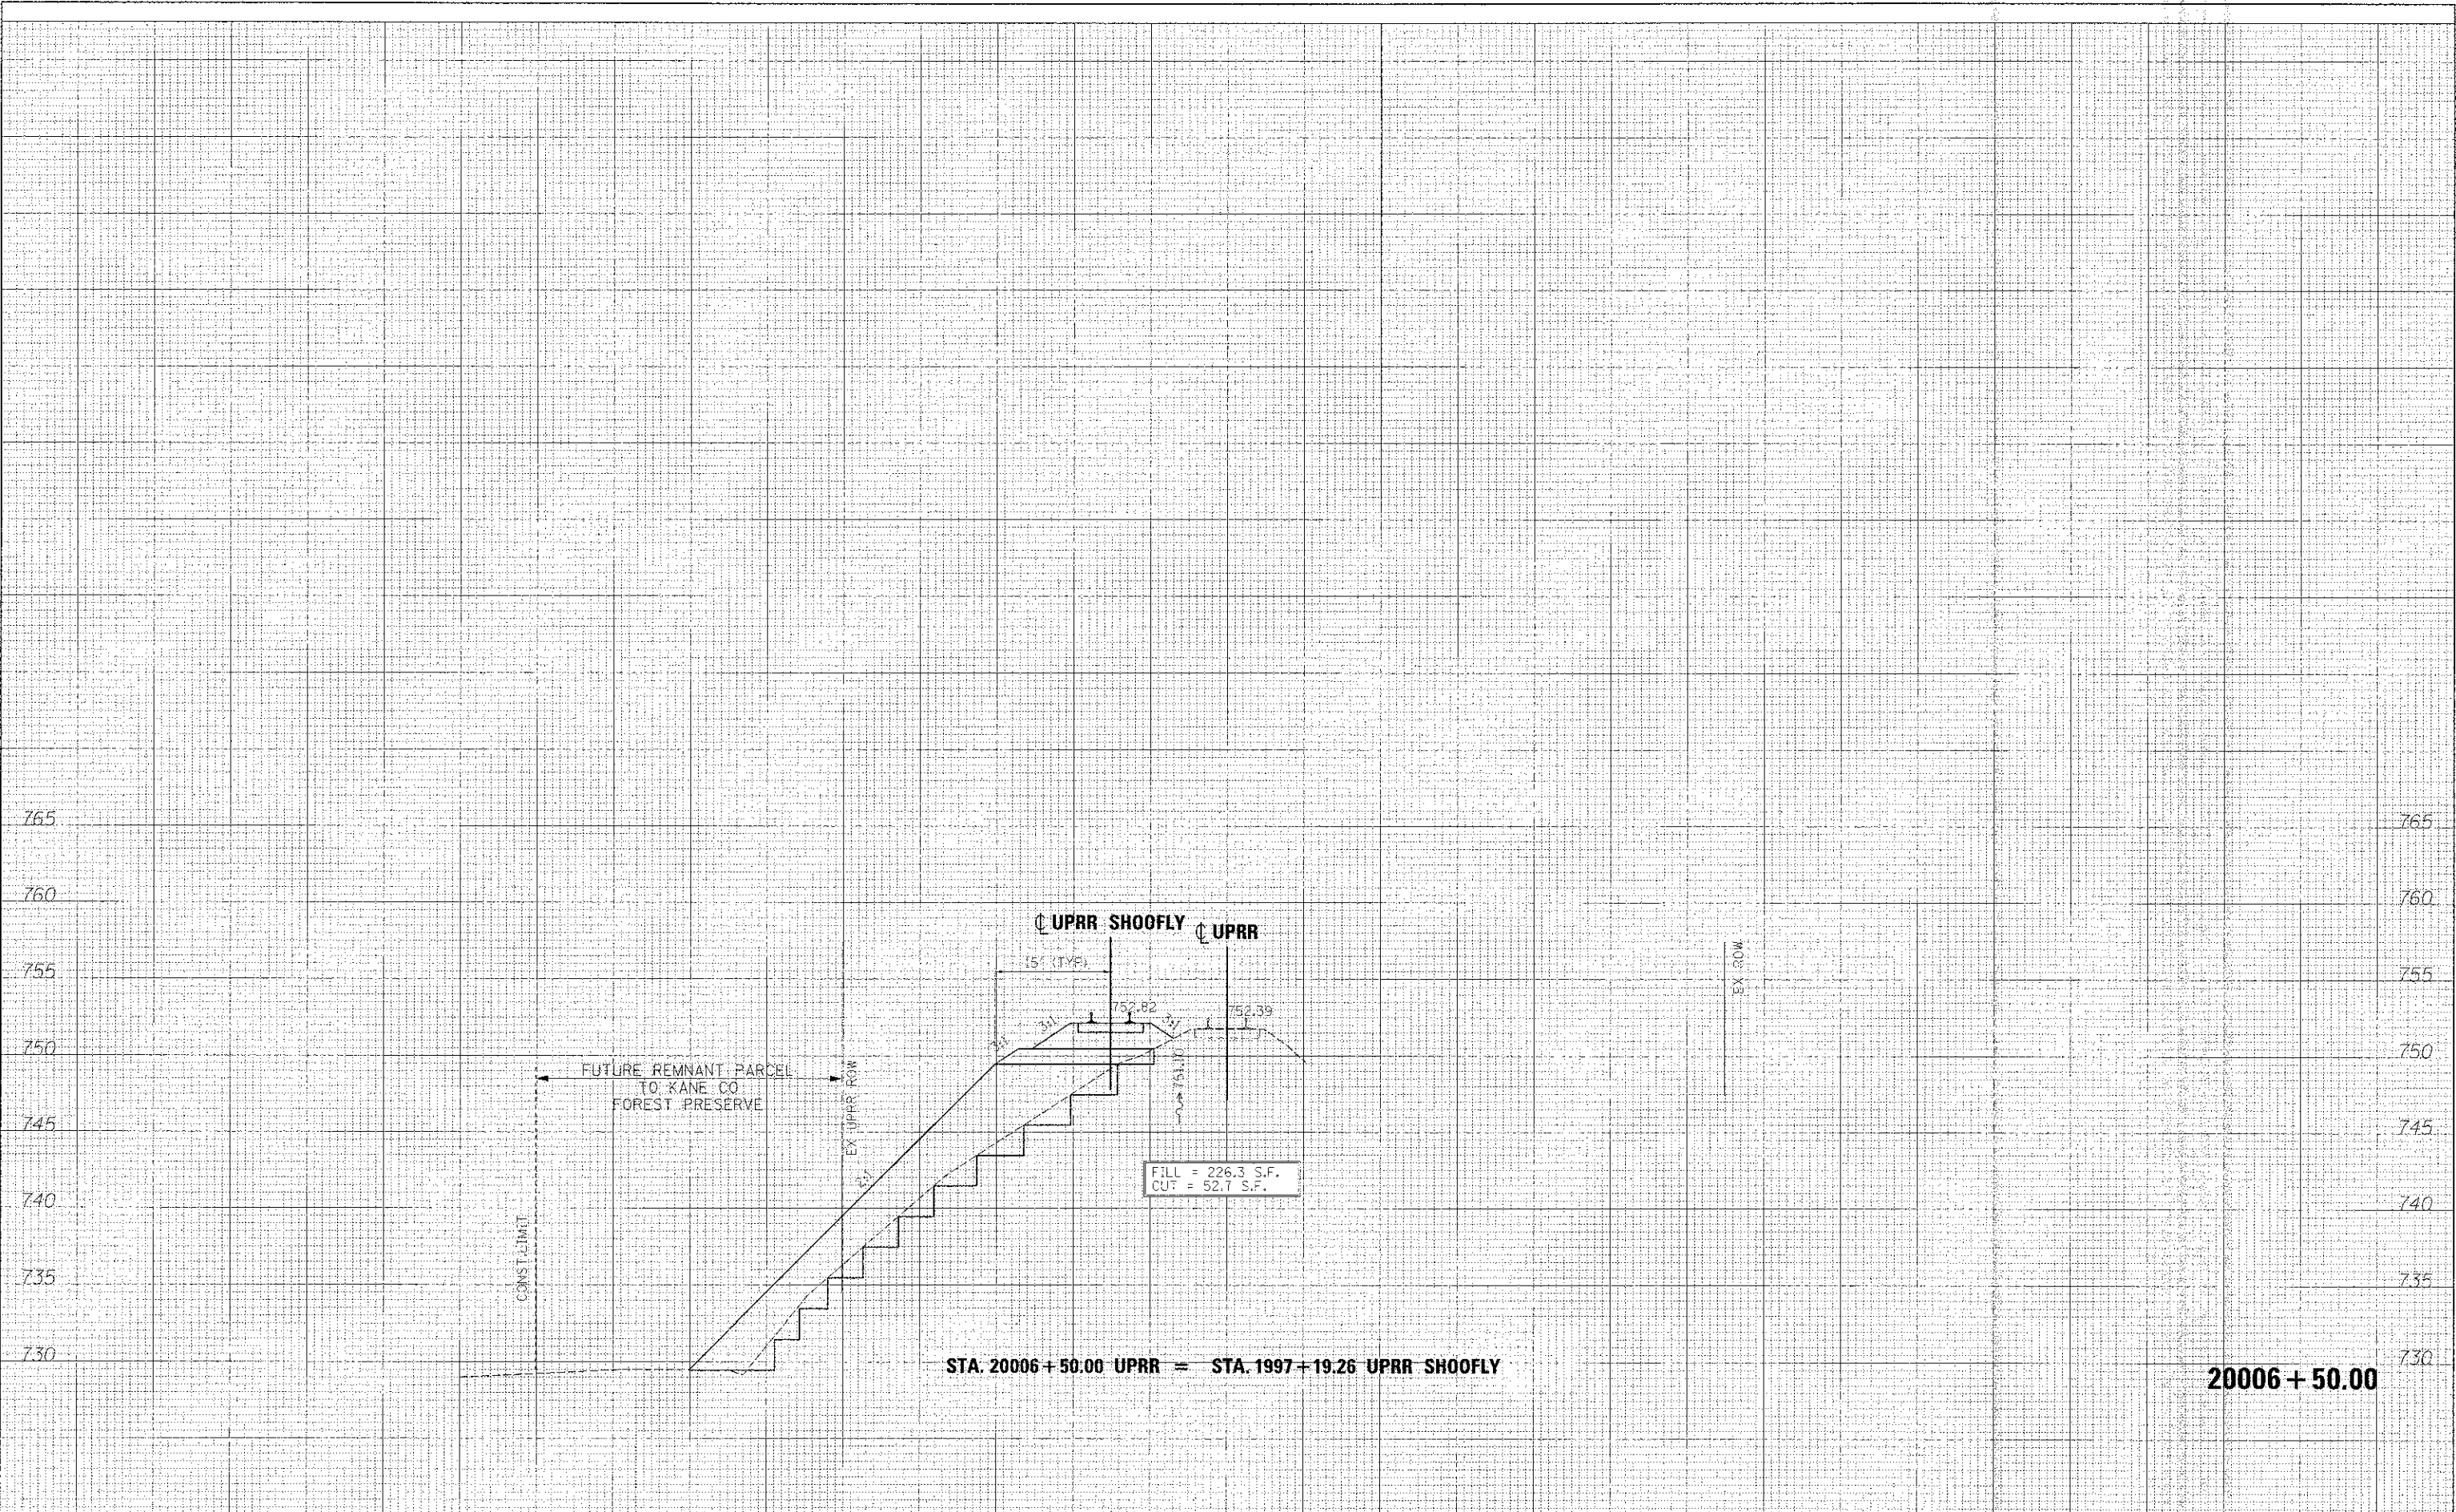 765
765
760
760
℄ UPRR SHOOFLY
℄ UPRR
755
755
15' (TYP)
EX ROW
752.82
752.39
3:1
3:1
3:1
750
750
FUTURE REMNANT PARCEL
TO KANE CO
FOREST PRESERVE
EX UPRR ROW
751.10
745
745
2:1
FILL = 226.3 S.F.
CUT = 52.7 S.F.
740
740
CONST. LIMIT
735
735
730
730
STA. 20006+50.00 UPRR = STA. 1997+19.26 UPRR SHOOFLY
20006+50.00